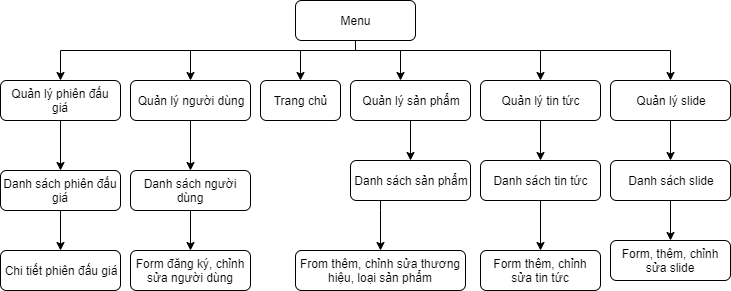 Menu
Quản lý phiên đấu
giá
Quản lý người dùng
Trang chủ
Quản lý sản phẩm
Quản lý tin tức
Quản lý slide
Danh sách phiên đấu
giá
Danh sách người
dùng
Danh sách sản phẩm
Danh sách tin tức
Danh sách slide
Chi tiết phiên đấu giá
Form đăng ký, chỉnh
sửa người dùng
From thêm, chỉnh sửa thương
hiệu, loại sản phẩm
Form thêm, chỉnh
sửa tin tức
Form, thêm, chỉnh
sửa slide